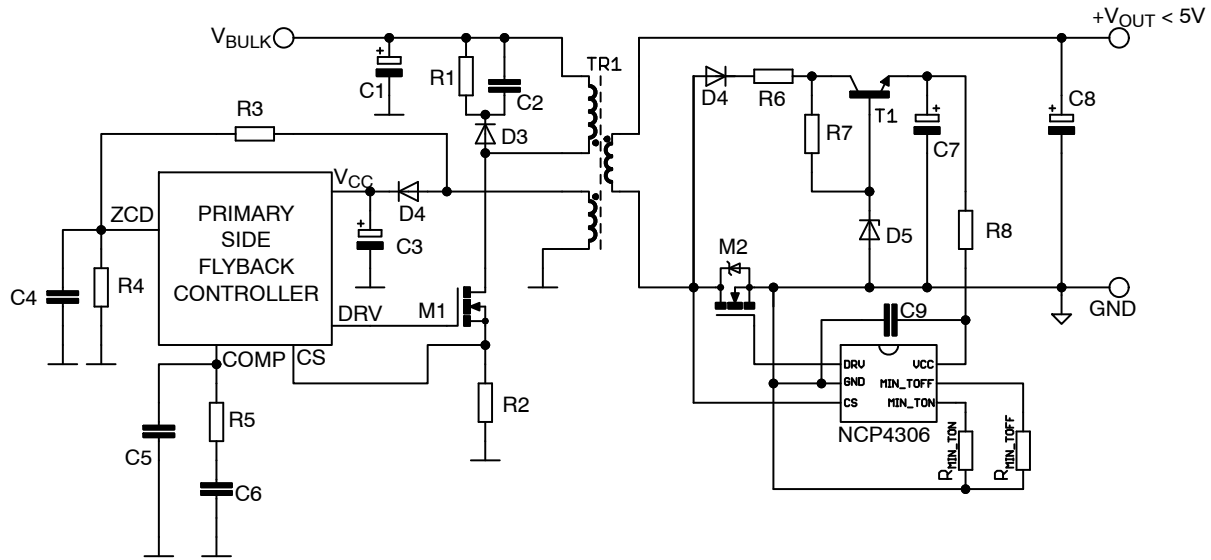 V_BULK
+V_OUT < 5V
C1
R1
C2
TR1
D4
R6
T1
C8
R3
D3
R7
C7
V_CC
ZCD
PRIMARY
SIDE
FLYBACK
CONTROLLER
D4
C3
M2
D5
R8
C4
R4
DRV
M1
GND
C9
COMP
CS
R2
DRV
GND
CS
VCC
MIN_TOFF
MIN_TON
NCP4306
C5
R5
C6
R_MIN_TON
R_MIN_TOFF